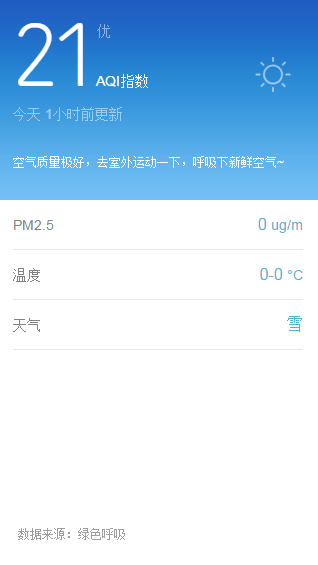 21 优
AQI指数
今天 1小时前更新
空气质量极好，去室外运动一下，呼吸下新鲜空气~
PM2.5 0 ug/m
温度 0-0 °C
天气 雪
数据来源：绿色呼吸